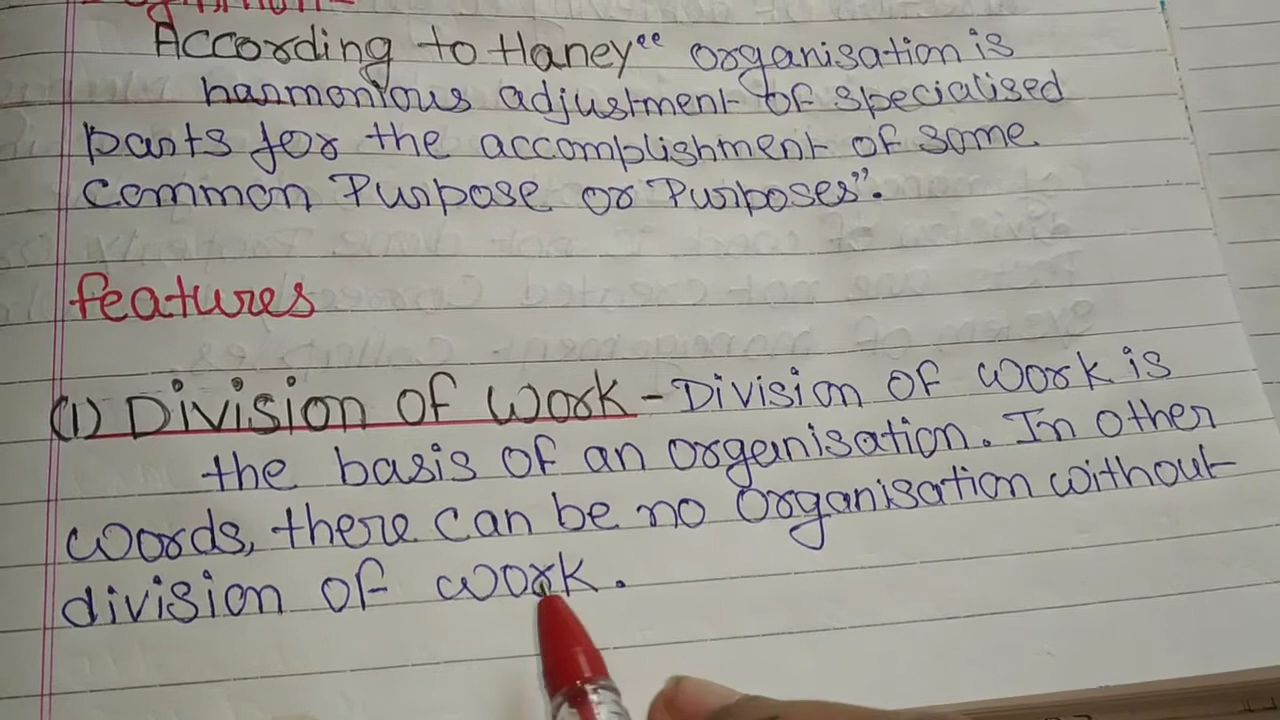 According to Haney“ organisation is
harmonious adjustment of specialised
parts for the accomplishment of some
common Purpose or Purposes”.
features
(1) Division of work - Division of work is
the basis of an organisation. In other
words, there can be no organisation without
division of work.